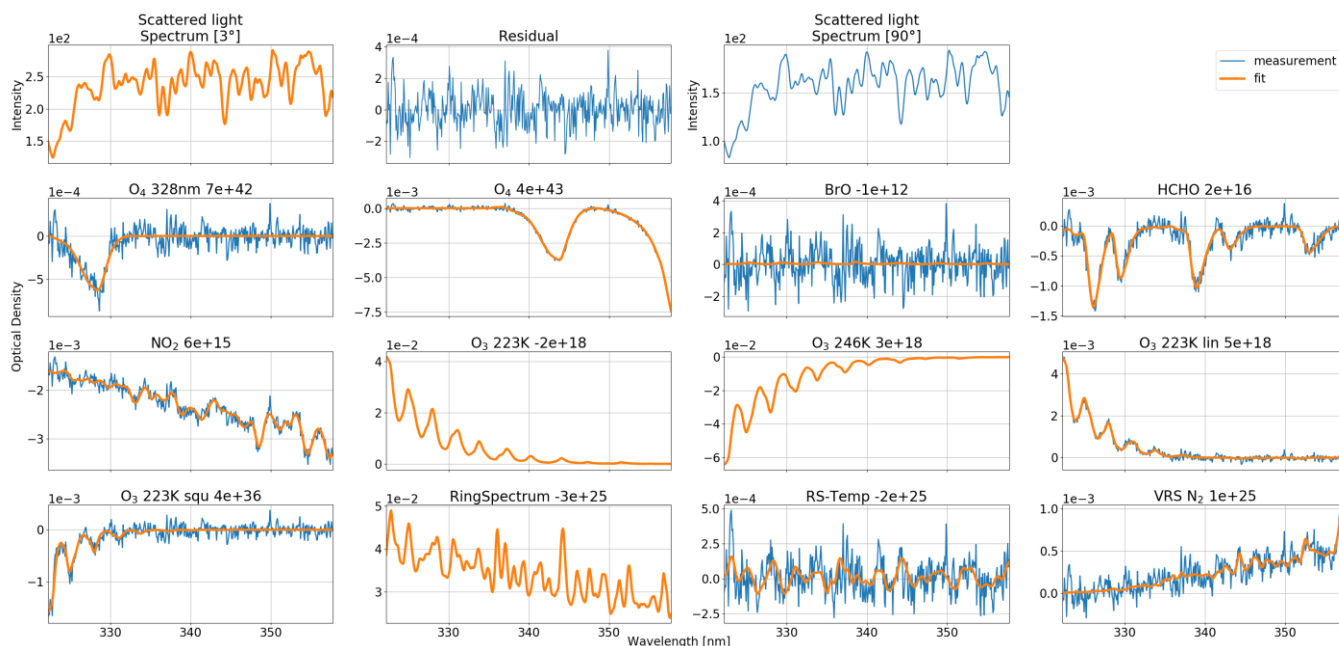 Scattered light
Spectrum [3°]
1e2
2.5
2.0
1.5
Intensity
Residual
1e−4
4
2
0
−2
Scattered light
Spectrum [90°]
1e2
1.5
1.0
Intensity
measurement
fit
O₄ 328nm 7e+42
1e−4
0
−5
O₄ 4e+43
1e−3
0.0
−2.5
−5.0
−7.5
BrO -1e+12
1e−4
4
2
0
−2
HCHO 2e+16
1e−3
0.0
−0.5
−1.0
−1.5
Optical Density
NO₂ 6e+15
1e−3
−2
−3
O₃ 223K -2e+18
1e−2
4
2
0
O₃ 246K 3e+18
1e−2
0
−2
−4
−6
O₃ 223K lin 5e+18
1e−3
4
2
0
O₃ 223K squ 4e+36
1e−3
0
−1
330 340 350
RingSpectrum -3e+25
1e−2
5
4
3
330 340 350
RS-Temp -2e+25
1e−4
5.0
2.5
0.0
−2.5
330 340 350
VRS N₂ 1e+25
1e−3
1.0
0.5
0.0
330 340 350
Wavelength [nm]